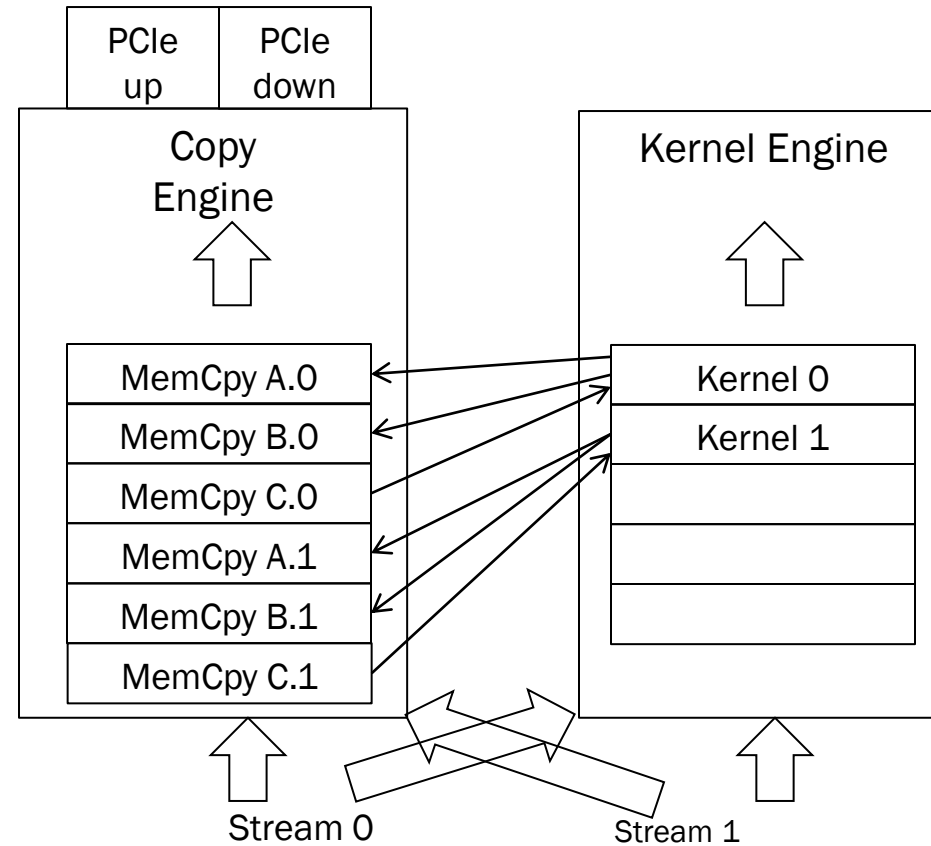 PCIe
up
PCIe
down
Copy
Engine
Kernel Engine
MemCpy A.0
MemCpy B.0
MemCpy C.0
MemCpy A.1
MemCpy B.1
MemCpy C.1
Kernel 0
Kernel 1
Stream 0
Stream 1